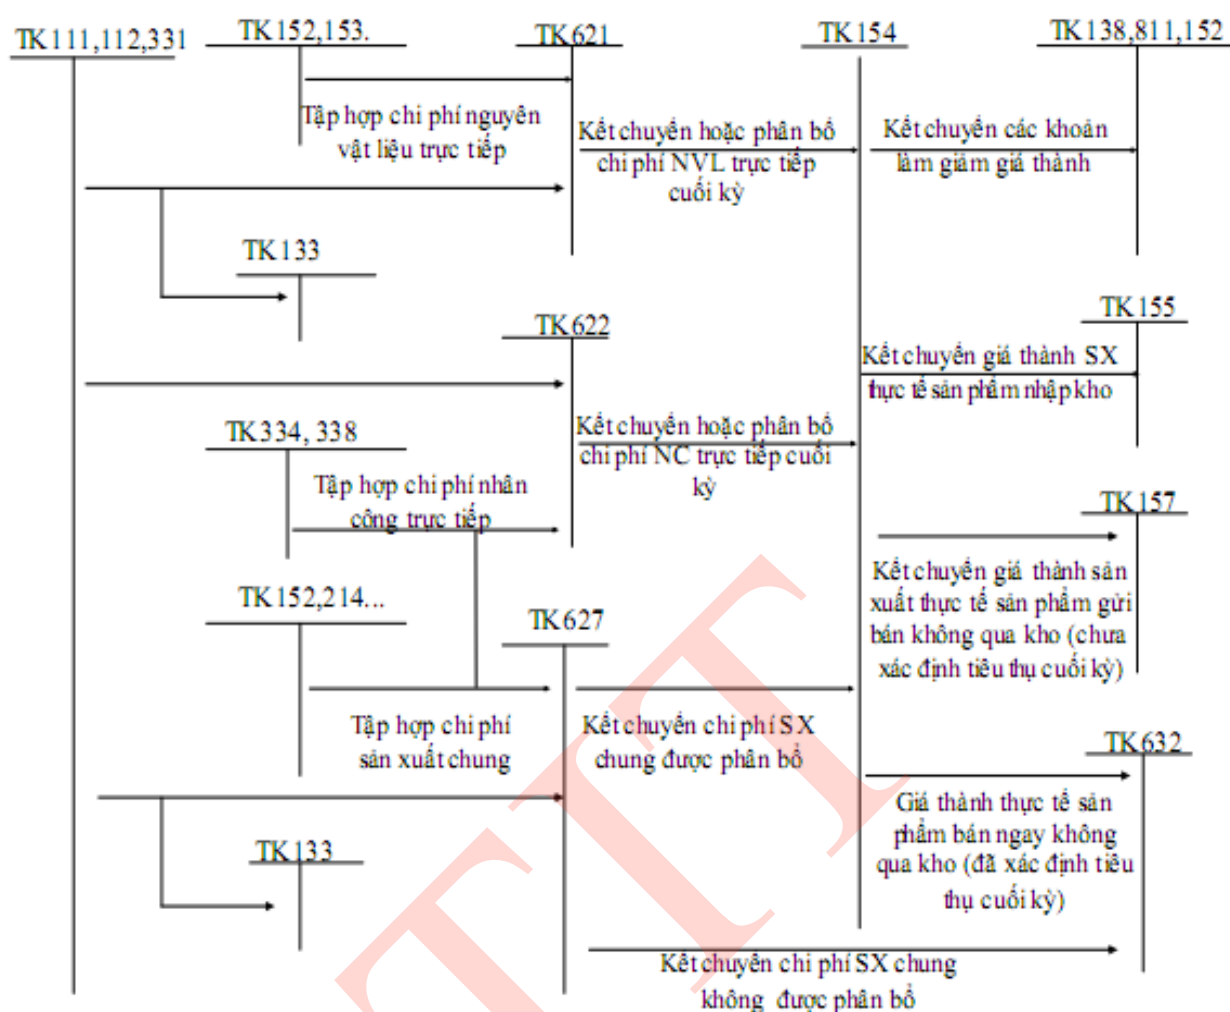 TK111,112,331
TK152,153.
TK621
TK154
TK138,811,152
Tập hợp chi phí nguyên
vật liệu trực tiếp
Kết chuyển hoặc phân bổ
chi phí NVL trực tiếp
cuối kỳ
Kết chuyển các khoản
làm giảm giá thành
TK133
TK622
TK155
Kết chuyển giá thành SX
thực tế sản phẩm nhập kho
TK334, 338
Kết chuyển hoặc phân bổ
chi phí NC trực tiếp cuối
kỳ
Tập hợp chi phí nhân
công trực tiếp
TK157
Kết chuyển giá thành sản
xuất thực tế sản phẩm gửi
bán không qua kho (chưa
xác định tiêu thụ cuối kỳ)
TK152,214...
TK627
Tập hợp chi phí
sản xuất chung
Kết chuyển chi phí SX
chung được phân bổ
TK632
Giá thành thực tế sản
phẩm bán ngay không
qua kho (đã xác định tiêu
thụ cuối kỳ)
TK133
Kết chuyên chi phí SX chung
không được phân bổ
TTT